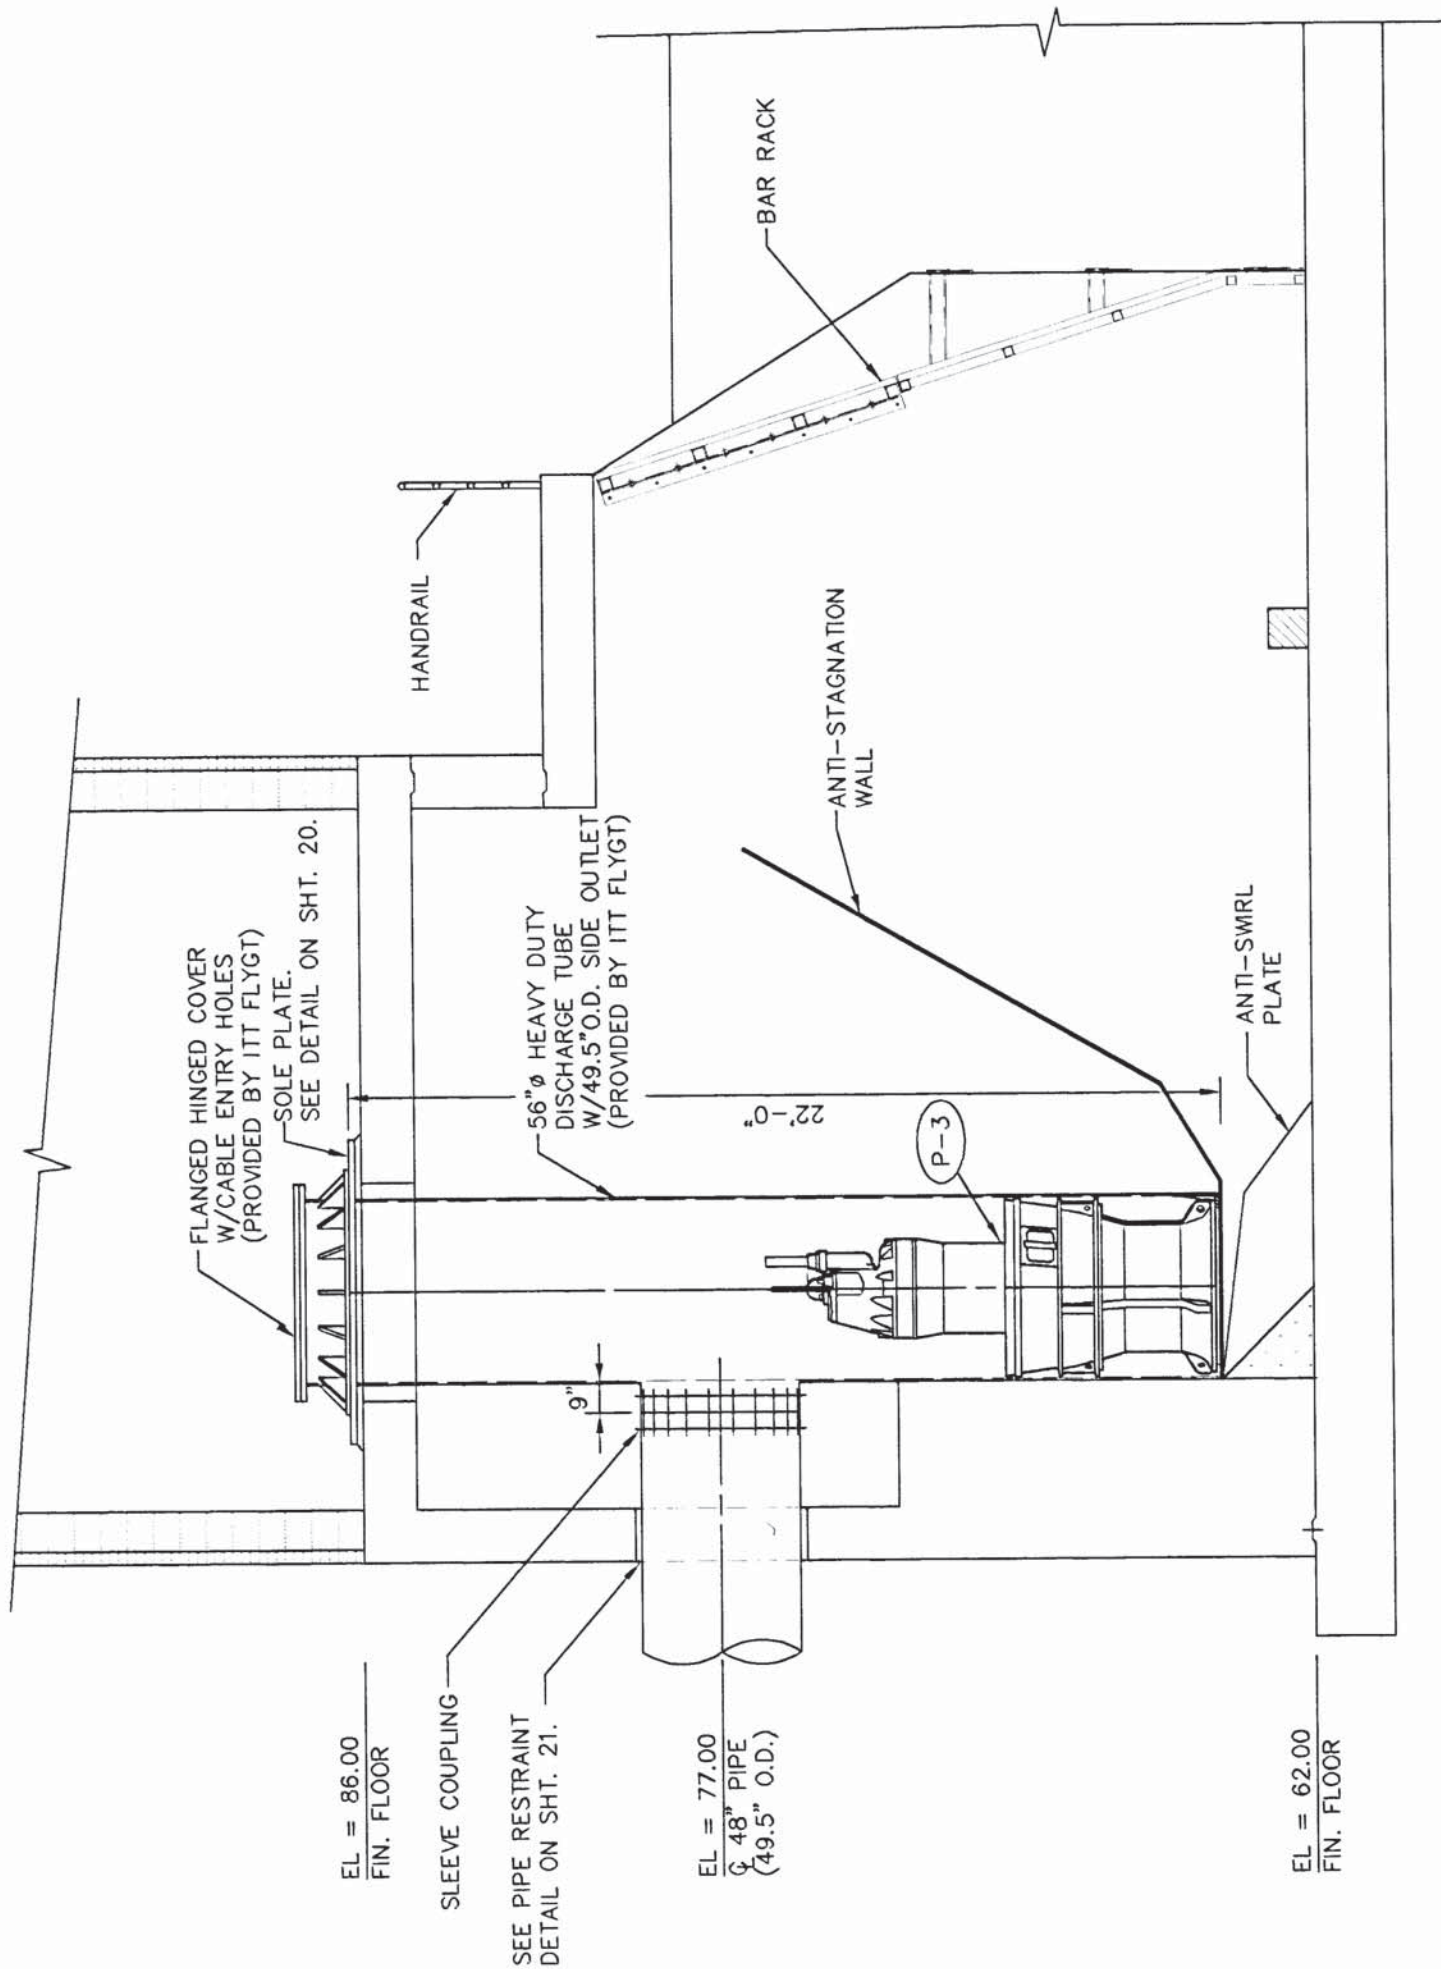 EL = 86.00
FIN. FLOOR
SLEEVE COUPLING
SEE PIPE RESTRAINT
DETAIL ON SHT. 21.
EL = 77.00
℄ 48" PIPE
(49.5" O.D.)
EL = 62.00
FIN. FLOOR
FLANGED HINGED COVER
W/CABLE ENTRY HOLES
(PROVIDED BY ITT FLYGT)
SOLE PLATE.
SEE DETAIL ON SHT. 20.
9"
56"ø HEAVY DUTY
DISCHARGE TUBE
W/49.5"O.D. SIDE OUTLET
(PROVIDED BY ITT FLYGT)
22'-0"
P-3
ANTI-SWIRL
PLATE
ANTI-STAGNATION
WALL
HANDRAIL
BAR RACK